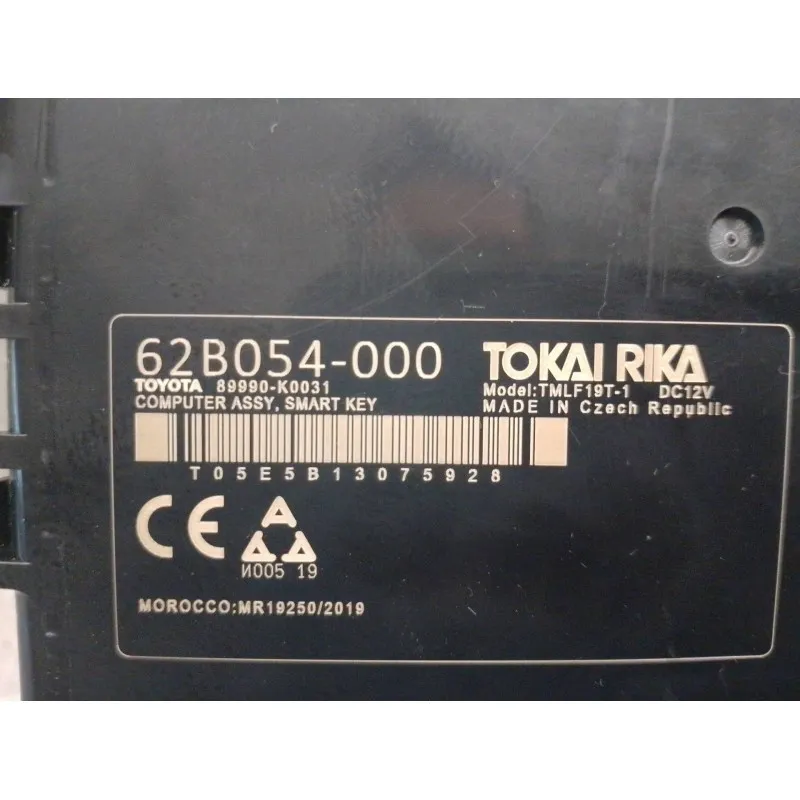 62B054-000 TOKAI RIKA
TOYOTA 89990-K0031 Model:TMLF19T-1 DC12V
COMPUTER ASSY, SMART KEY MADE IN Czech Republic
T05E5B13075928
CE
A
И005 19
MOROCCO:MR19250/2019